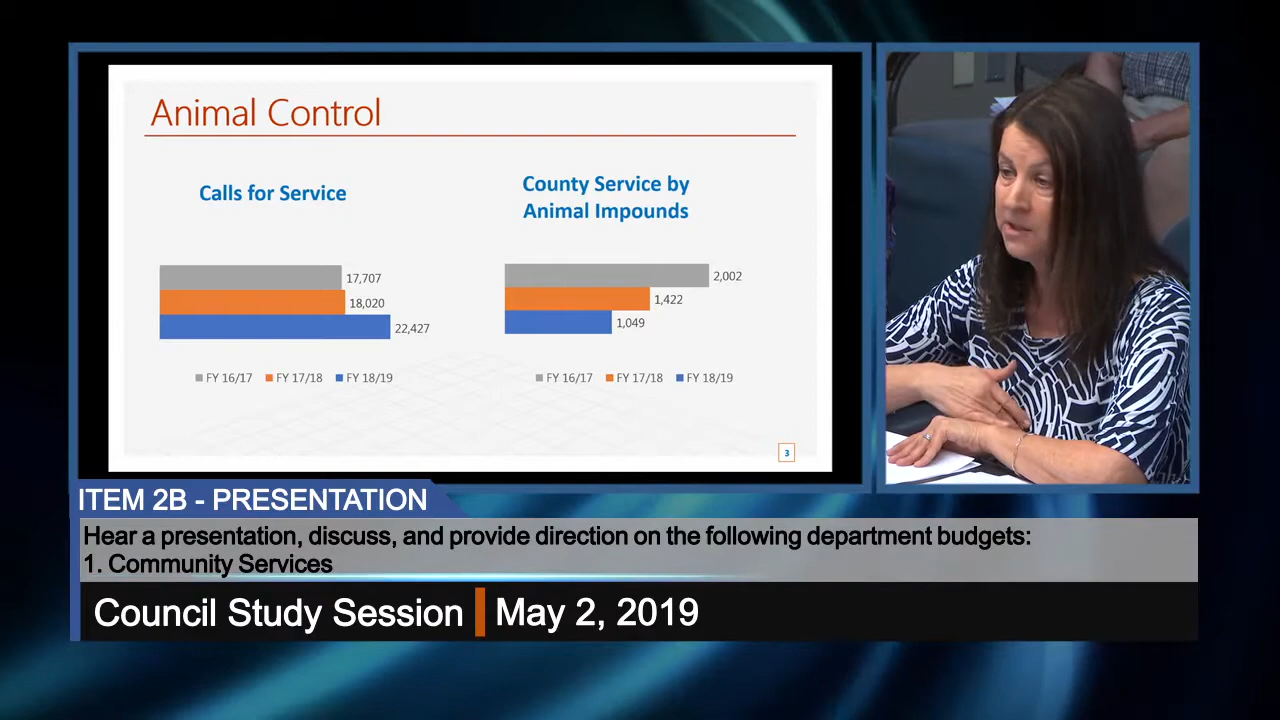 Animal Control
Calls for Service
17,707
18,020
22,427
FY 16/17 FY 17/18 FY 18/19
County Service by
Animal Impounds
2,002
1,422
1,049
FY 16/17 FY 17/18 FY 18/19
3
ITEM 2B - PRESENTATION
Hear a presentation, discuss, and provide direction on the following department budgets:
1. Community Services
Council Study Session May 2, 2019